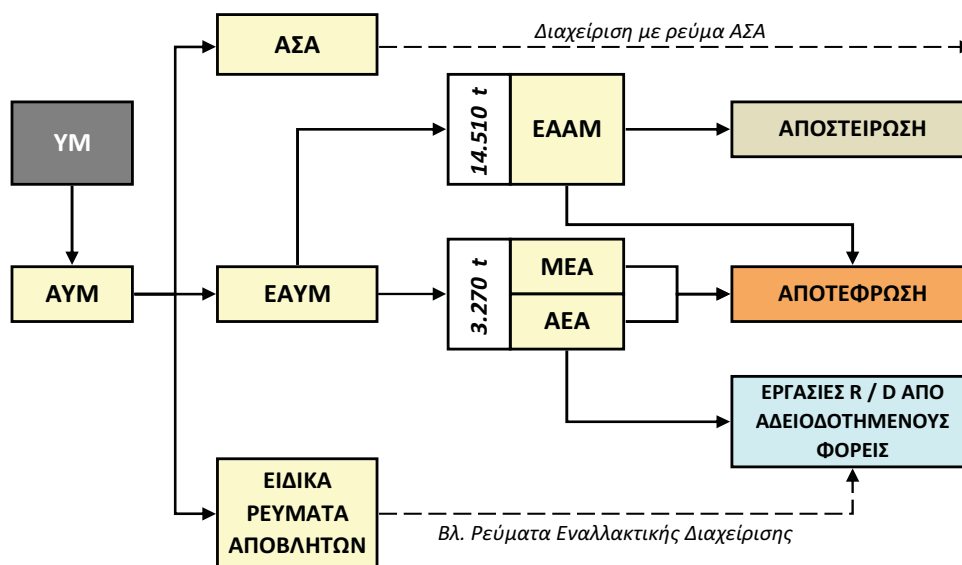 ΑΣΑ
Διαχείριση με ρεύμα ΑΣΑ
ΥΜ
14.510 t
ΕΑΑΜ
ΑΠΟΣΤΕΙΡΩΣΗ
ΑΥΜ
ΕΑΥΜ
3.270 t
ΜΕΑ
ΑΕΑ
ΑΠΟΤΕΦΡΩΣΗ
ΕΡΓΑΣΙΕΣ R / D ΑΠΟ
ΑΔΕΙΟΔΟΤΗΜΕΝΟΥΣ
ΦΟΡΕΙΣ
ΕΙΔΙΚΑ
ΡΕΥΜΑΤΑ
ΑΠΟΒΛΗΤΩΝ
Βλ. Ρεύματα Εναλλακτικής Διαχείρισης